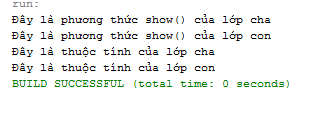 run:
Đây là phương thức show() của lớp cha
Đây là phương thức show() của lớp con
Đây là thuộc tính của lớp cha
Đây là thuộc tính của lớp con
BUILD SUCCESSFUL (total time: 0 seconds)